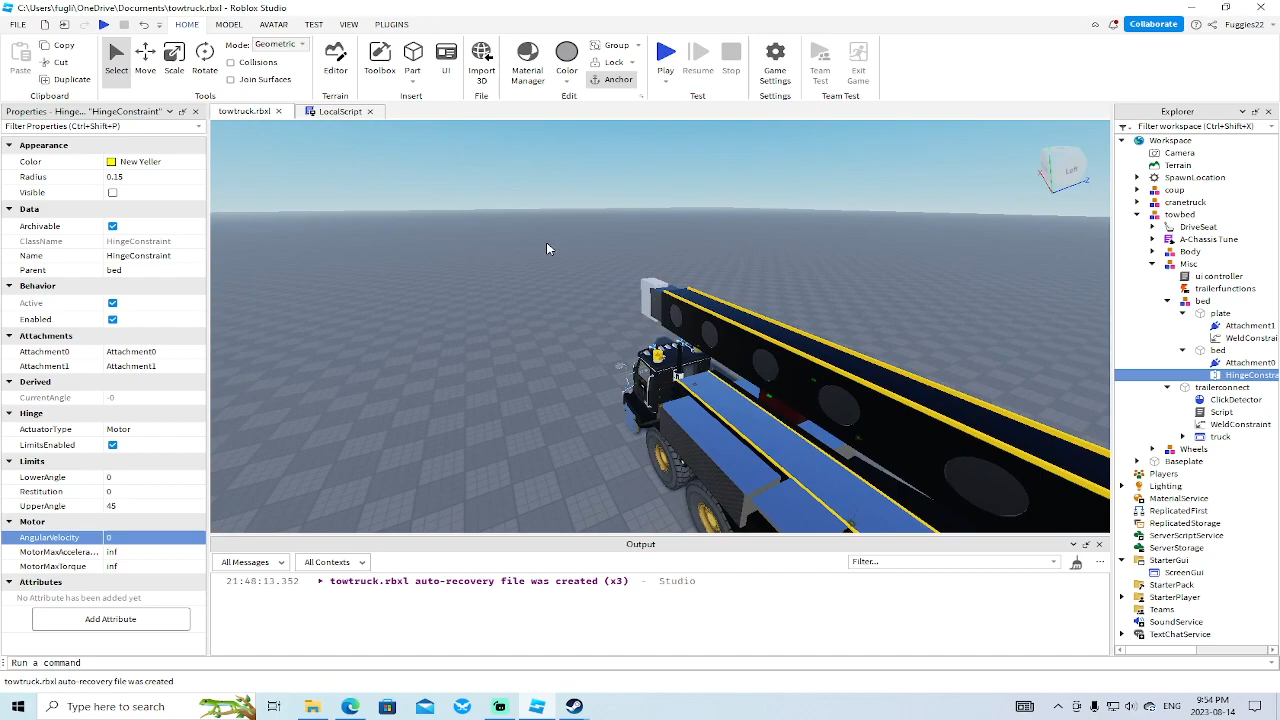 C:\Users\fugli\OneDrive\Documents\towtruck.rbxl - Roblox Studio
FILE HOME MODEL AVATAR TEST VIEW PLUGINS Collaborate Fuggies22
Paste Copy Cut Duplicate Select Move Scale Rotate Mode: Geometric Collisions Join Surfaces Editor Toolbox Part UI Import 3D Material Manager Color Group Lock Anchor Play Resume Stop Game Settings Team Test Exit Game
Clipboard Tools Terrain Insert File Edit Test Settings Team Test
Properties - Hinge... "HingeConstraint"
Filter Properties (Ctrl+Shift+P)
Appearance
Color New Yeller
Radius 0.15
Visible
Data
Archivable
ClassName HingeConstraint
Name HingeConstraint
Parent bed
Behavior
Active
Enabled
Attachments
Attachment0 Attachment0
Attachment1 Attachment1
Derived
CurrentAngle -0
Hinge
ActuatorType Motor
LimitsEnabled
Limits
LowerAngle 0
Restitution 0
UpperAngle 45
Motor
AngularVelocity 0
MotorMaxAccelera... inf
MotorMaxTorque inf
Attributes
No Attribute has been added yet
Add Attribute
towtruck.rbxl LocalScript
Left
X
Z
Output
All Messages All Contexts Filter...
21:48:13.352 towtruck.rbxl auto-recovery file was created (x3) - Studio
Explorer
Filter workspace (Ctrl+Shift+X)
Workspace
Camera
Terrain
SpawnLocation
coup
cranetruck
towbed
DriveSeat
A-Chassis Tune
Body
Misc
ui controller
trailerfunctions
bed
plate
Attachment1
WeldConstrai
bed
Attachment0
HingeConstra
trailerconnect
ClickDetector
Script
WeldConstrai
truck
Wheels
Baseplate
Players
Lighting
MaterialService
ReplicatedFirst
ReplicatedStorage
ServerScriptService
ServerStorage
StarterGui
ScreenGui
StarterPack
StarterPlayer
Teams
SoundService
TextChatService
Run a command
towtruck.rbxl auto-recovery file was created
Type here to search
ENG
9:54 PM
2023-08-14